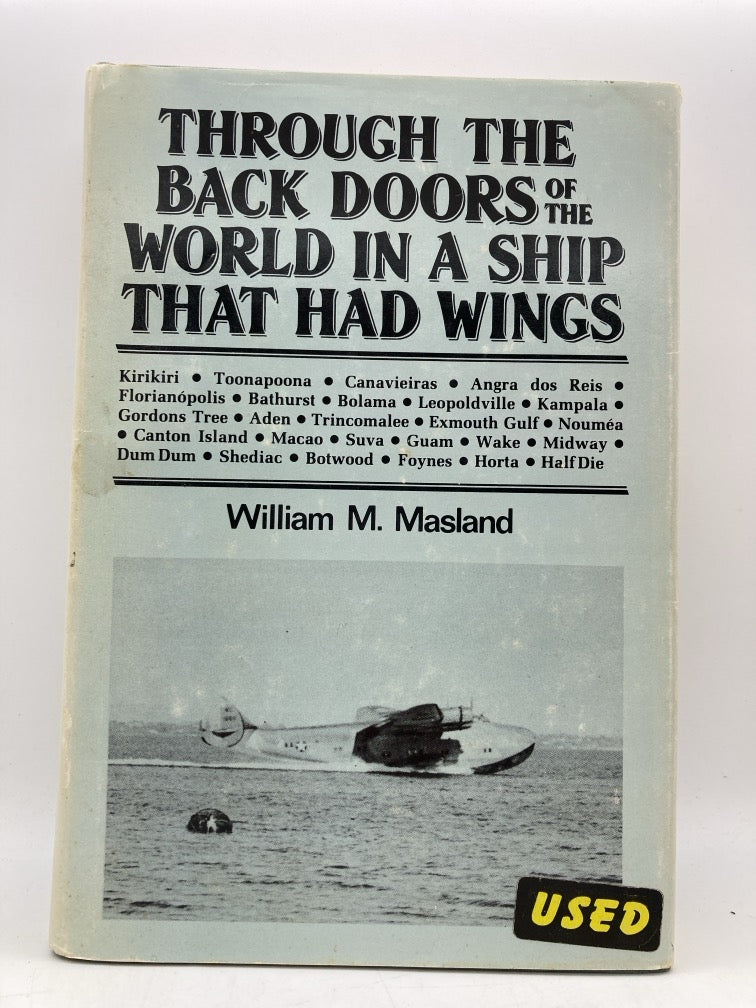 THROUGH THE
BACK DOORS OF THE
WORLD IN A SHIP
THAT HAD WINGS
Kirikiri • Toonapoona • Canavieiras • Angra dos Reis •
Florianópolis • Bathurst • Bolama • Leopoldville • Kampala •
Gordons Tree • Aden • Trincomalee • Exmouth Gulf • Nouméa
• Canton Island • Macao • Suva • Guam • Wake • Midway •
Dum Dum • Shediac • Botwood • Foynes • Horta • Half Die
William M. Masland
USED